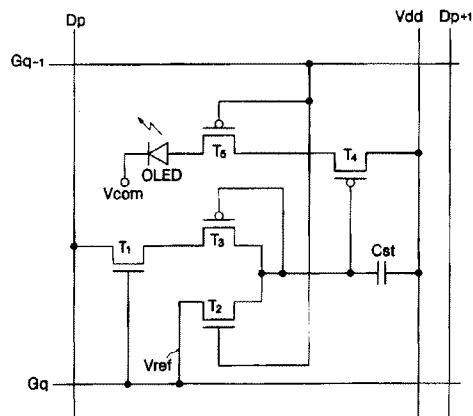 Dp
Vdd
Dp+1
Gq-1
T5
T4
OLED
Vcom
T1
T3
Cst
T2
Vref
Gq